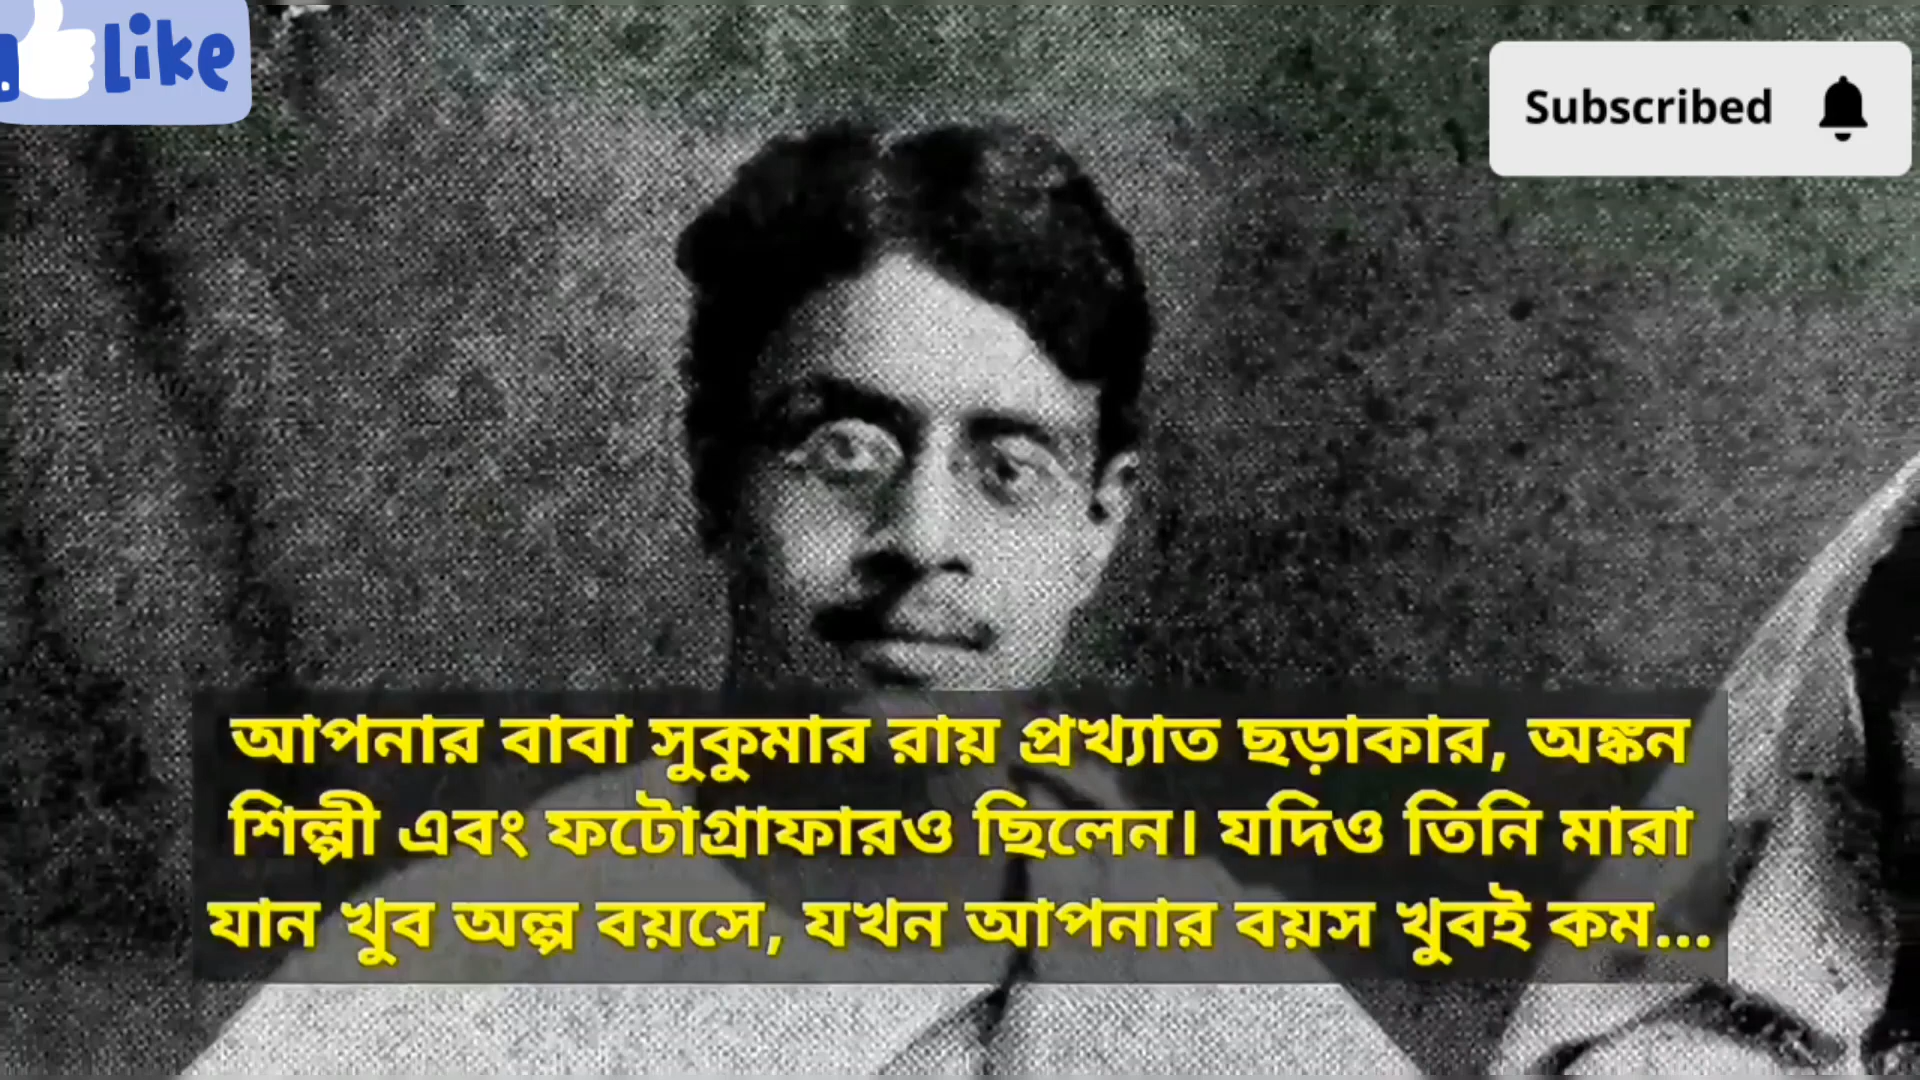 Like
Subscribed
আপনার বাবা সুকুমার রায় প্রখ্যাত ছড়াকার, অঙ্কন
শিল্পী এবং ফটোগ্রাফারও ছিলেন। যদিও তিনি মারা
যান খুব অল্প বয়সে, যখন আপনার বয়স খুবই কম...